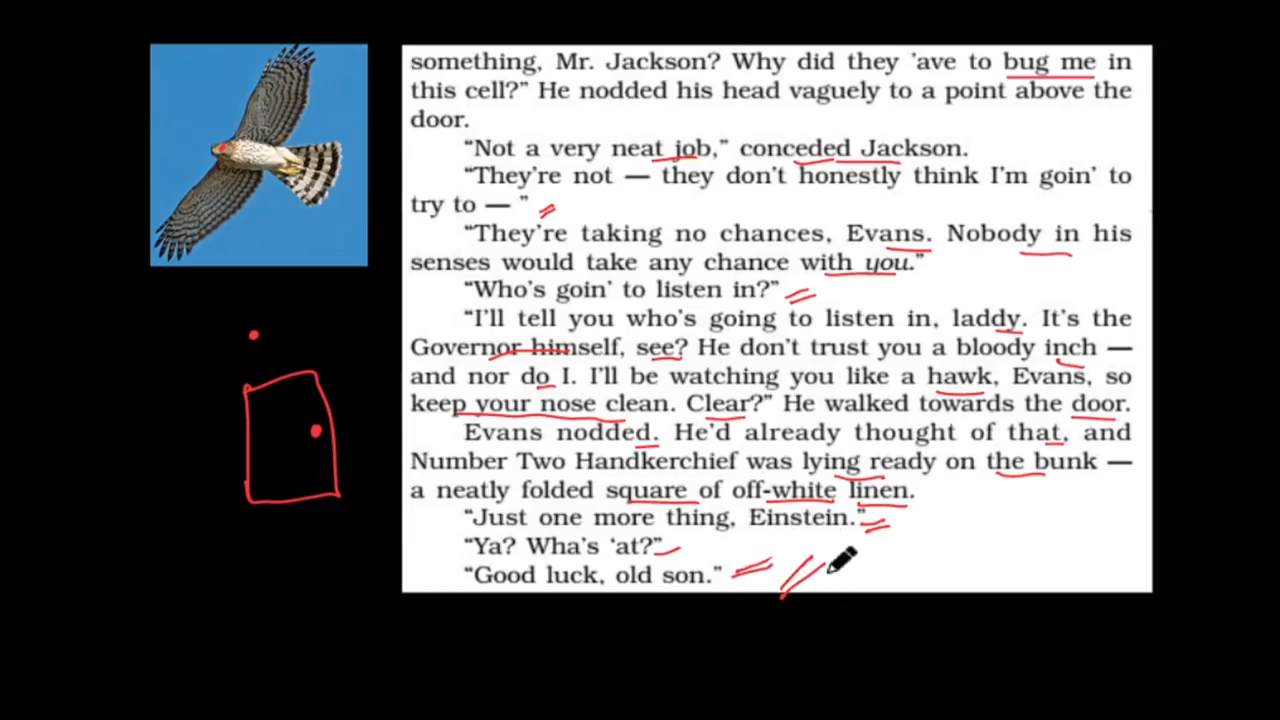 something, Mr. Jackson? Why did they 'ave to bug me in
this cell?” He nodded his head vaguely to a point above the
door.
“Not a very neat job,” conceded Jackson.
“They're not — they don't honestly think I'm goin' to
try to — ”
“They're taking no chances, Evans. Nobody in his
senses would take any chance with you.”
“Who's goin' to listen in?”
“I'll tell you who's going to listen in, laddy. It's the
Governor himself, see? He don't trust you a bloody inch —
and nor do I. I'll be watching you like a hawk, Evans, so
keep your nose clean. Clear?” He walked towards the door.
Evans nodded. He'd already thought of that, and
Number Two Handkerchief was lying ready on the bunk —
a neatly folded square of off-white linen.
“Just one more thing, Einstein.”
“Ya? Wha's ‘at?”
“Good luck, old son.”